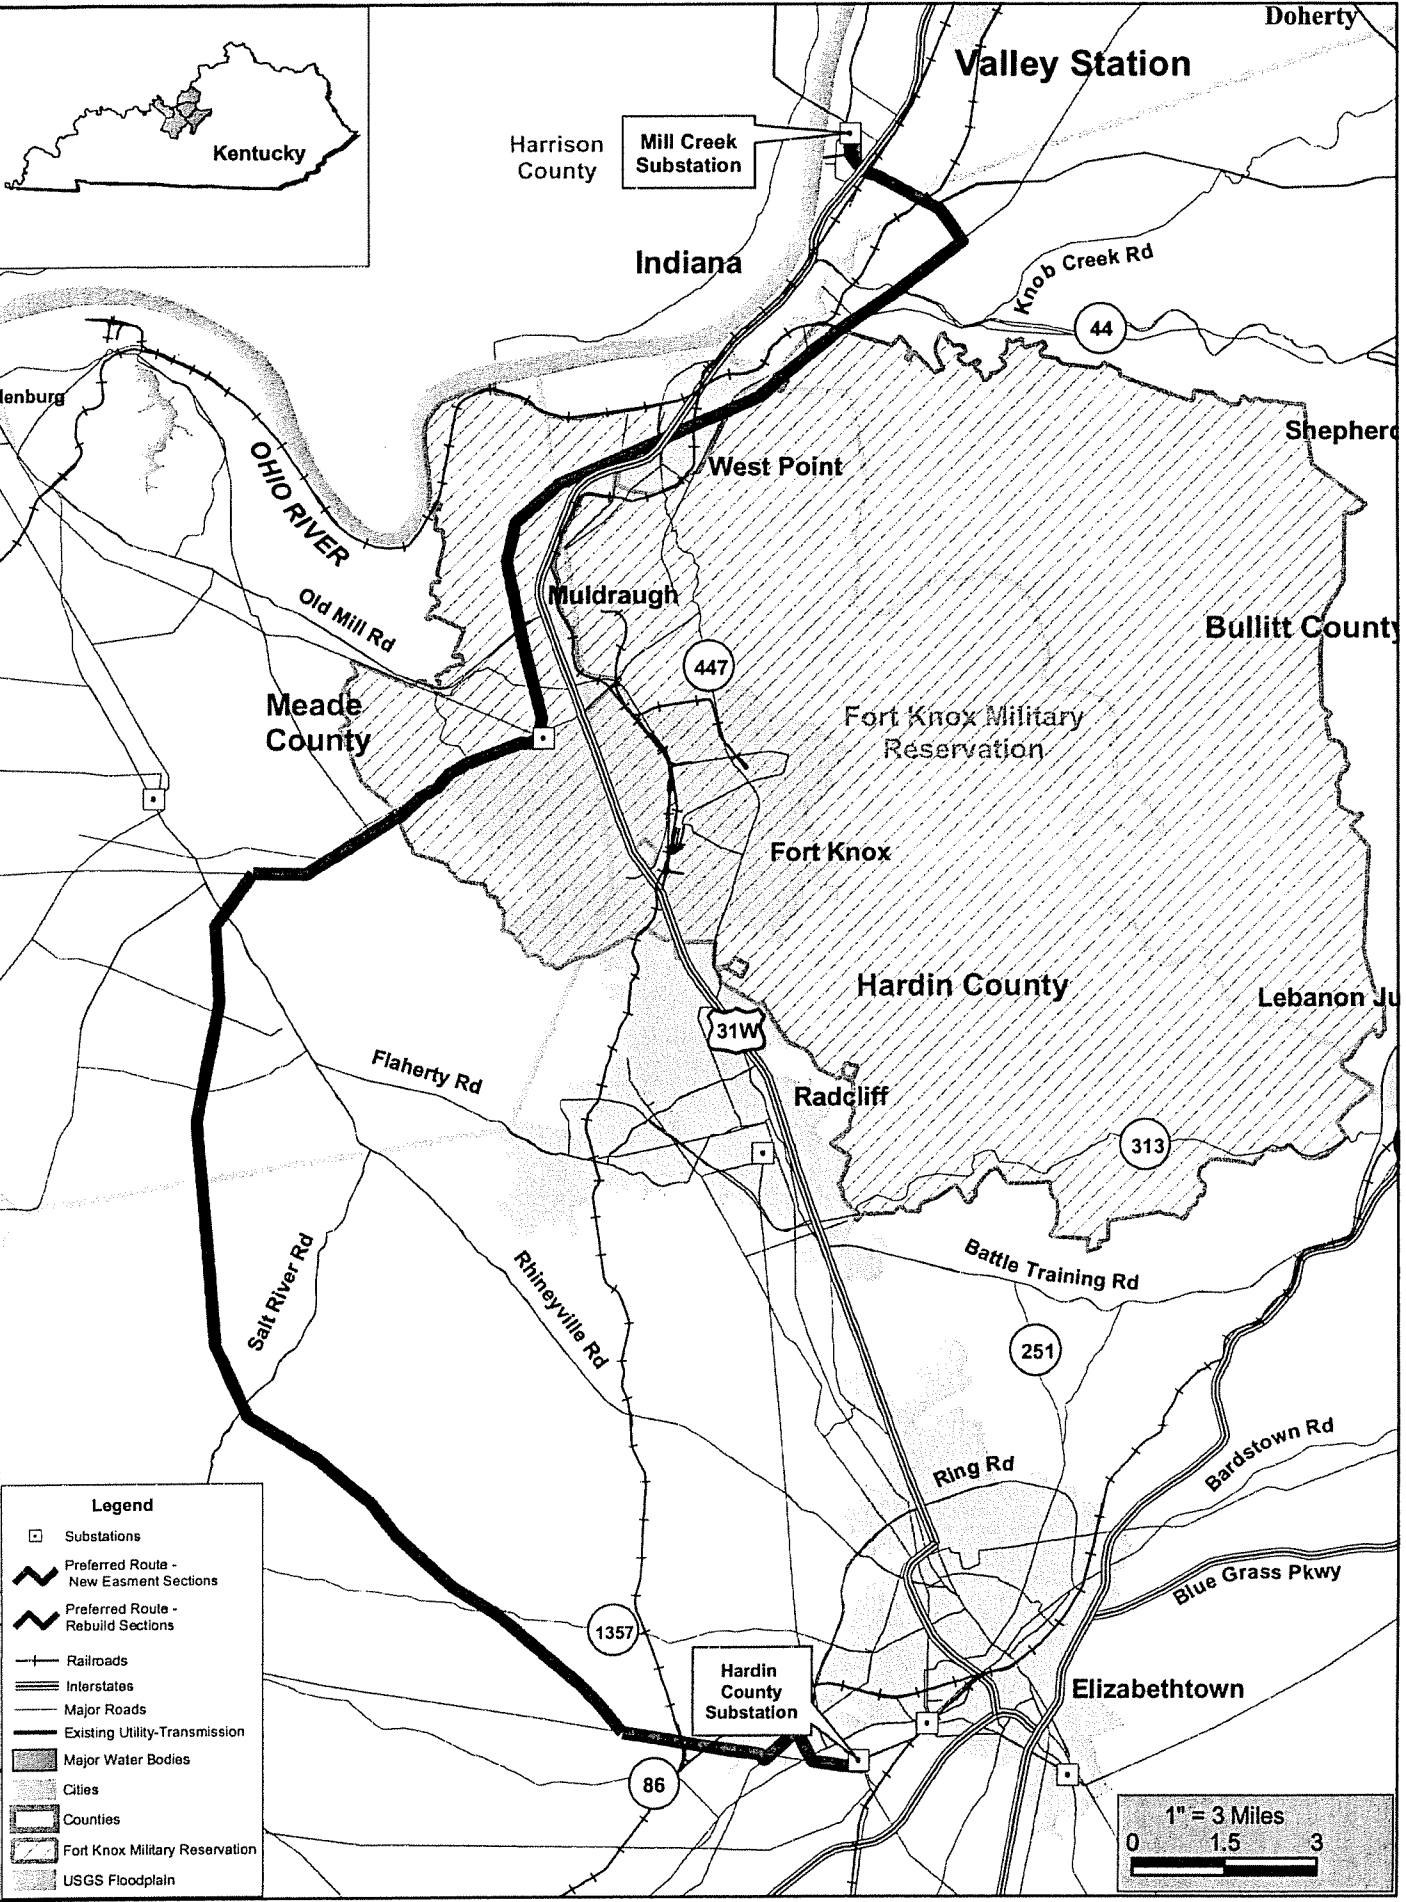 Doherty
Valley Station
Kentucky
Harrison
County
Mill Creek
Substation
Indiana
Knob Creek Rd
44
lenburg
Shepherd
OHIO RIVER
West Point
Old Mill Rd
Muldraugh
Bullitt County
447
Meade
County
Fort Knox Military
Reservation
Fort Knox
Hardin County
Lebanon Ju
31W
Flaherty Rd
Radcliff
313
Salt River Rd
Rhineyville Rd
Battle Training Rd
251
Ring Rd
Bardstown Rd
Blue Grass Pkwy
1357
Hardin
County
Substation
Elizabethtown
86
Legend
Substations
Preferred Route -
New Easment Sections
Preferred Route -
Rebuild Sections
Railroads
Interstates
Major Roads
Existing Utility-Transmission
Major Water Bodies
Cities
Counties
Fort Knox Military Reservation
USGS Floodplain
1" = 3 Miles
0 1.5 3